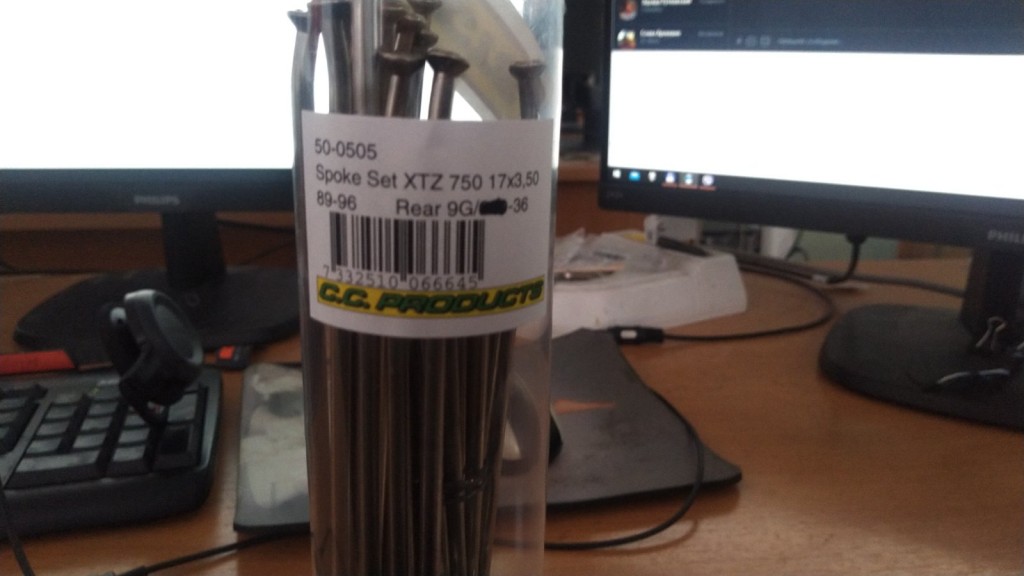 50-0505
Spoke Set XTZ 750 17x3,50
89-96 Rear 9G/ -36
7 332510 066645
C.C. PRODUCTS
PHILIPS